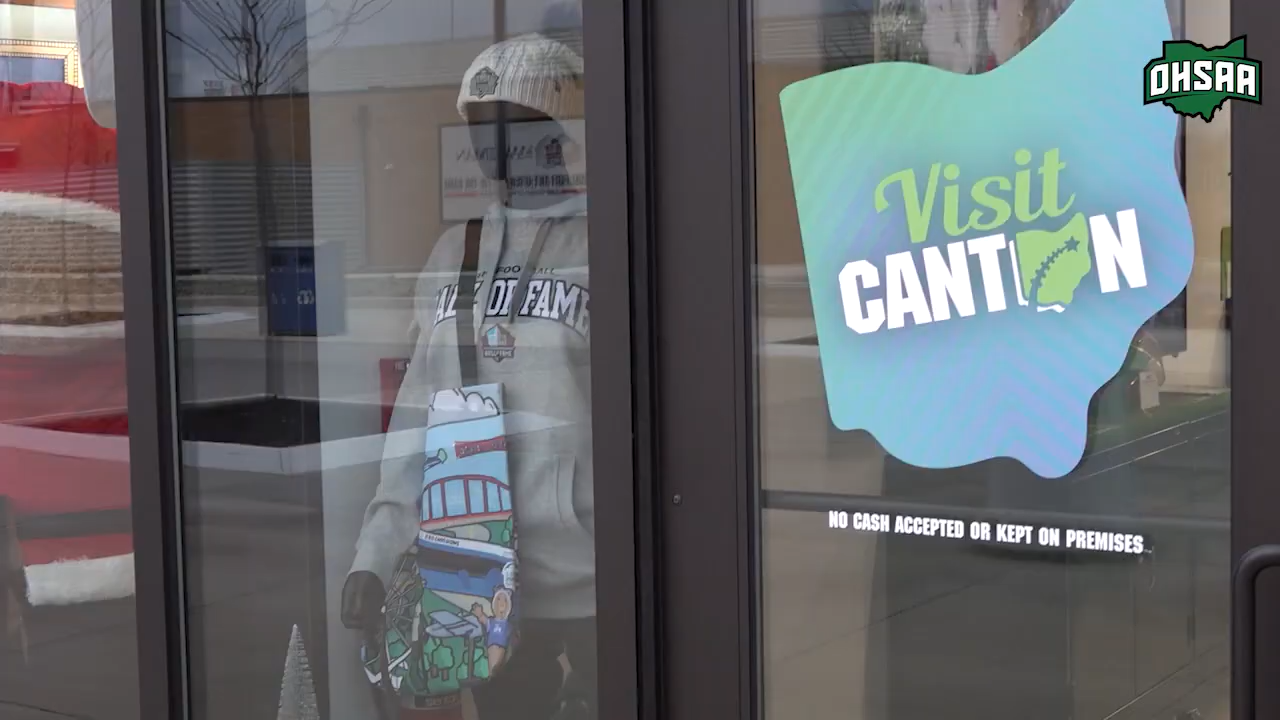 OHSAA
Visit
CANTON
HALL OF FAME
NO CASH ACCEPTED OR KEPT ON PREMISES